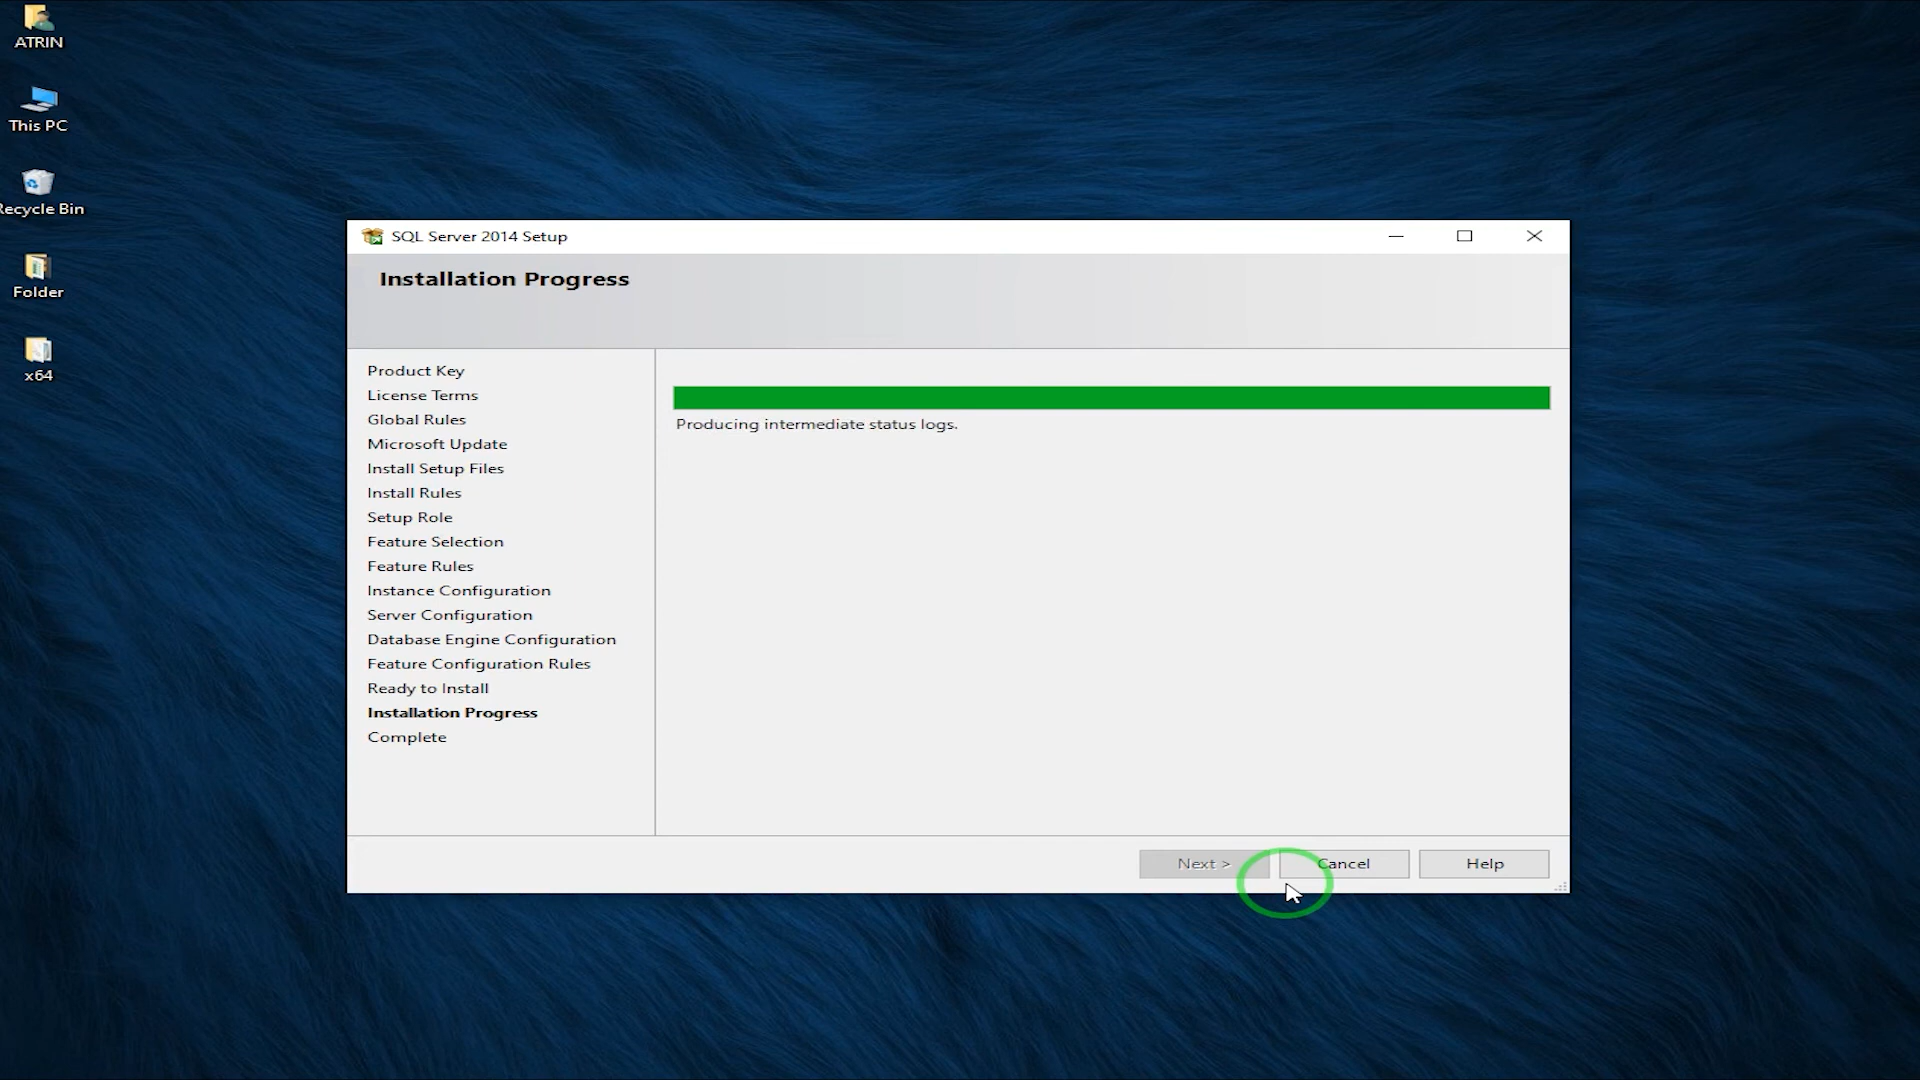 ATRIN
This PC
Recycle Bin
Folder
x64
SQL Server 2014 Setup
Installation Progress
Product Key
License Terms
Global Rules
Microsoft Update
Install Setup Files
Install Rules
Setup Role
Feature Selection
Feature Rules
Instance Configuration
Server Configuration
Database Engine Configuration
Feature Configuration Rules
Ready to Install
Installation Progress
Complete
Producing intermediate status logs.
Next >
Cancel
Help